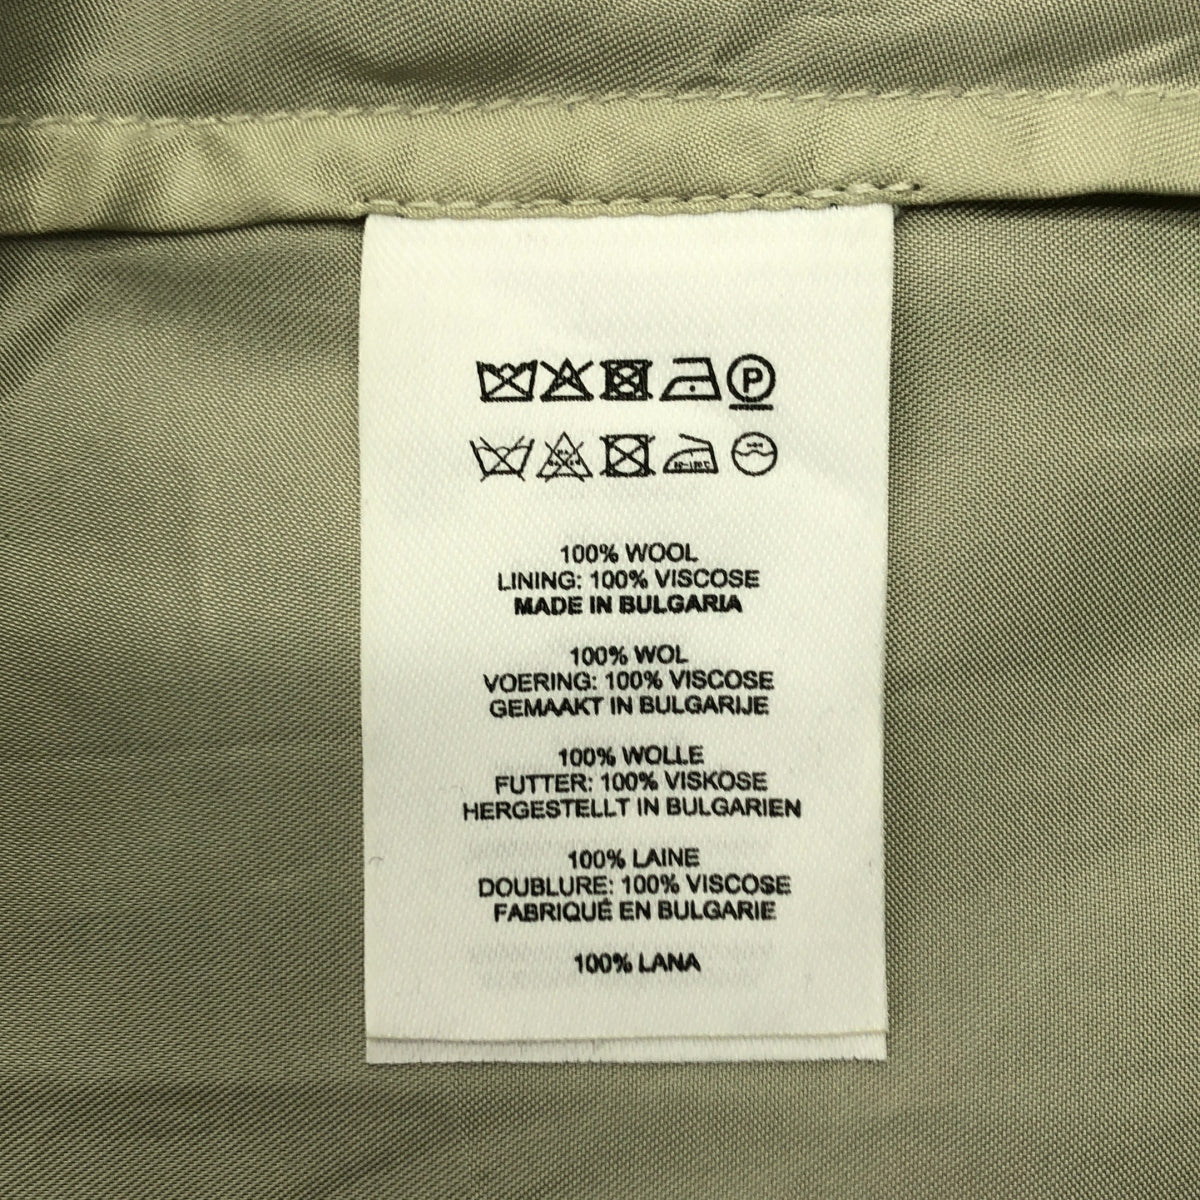 P
100% WOOL
LINING: 100% VISCOSE
MADE IN BULGARIA
100% WOL
VOERING: 100% VISCOSE
GEMAAKT IN BULGARIJE
100% WOLLE
FUTTER: 100% VISKOSE
HERGESTELLT IN BULGARIEN
100% LAINE
DOUBLURE: 100% VISCOSE
FABRIQUÉ EN BULGARIE
100% LANA